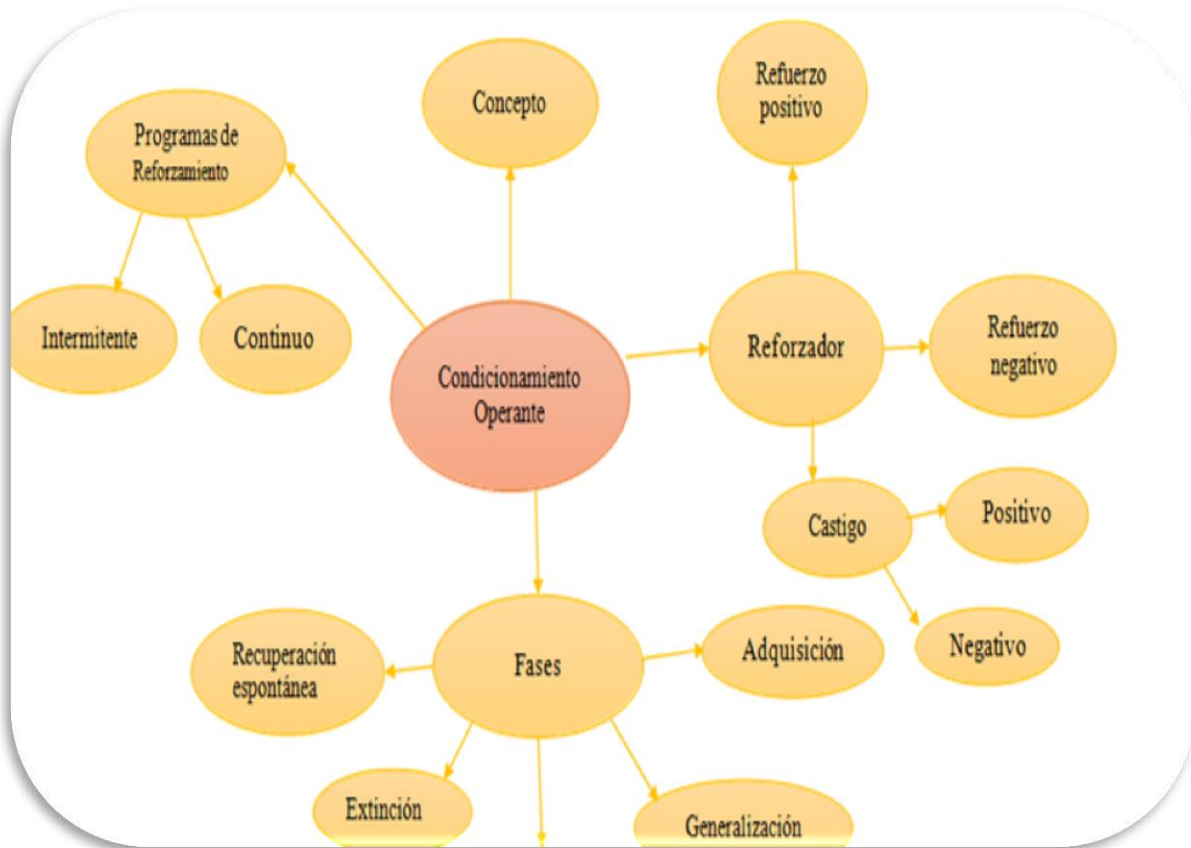 Concepto
Refuerzo
positivo
Programas de
Reforzamiento
Intermitente
Continuo
Condicionamiento
Operante
Reforzador
Refuerzo
negativo
Castigo
Positivo
Negativo
Fases
Adquisición
Recuperación
espontánea
Extinción
Generalización